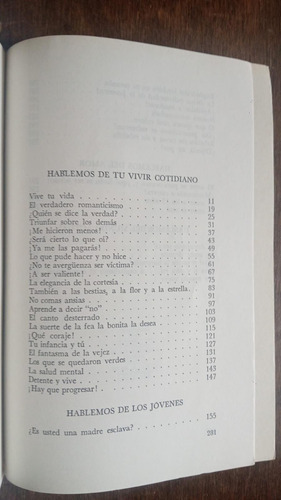 HABLEMOS DE TU VIVIR COTIDIANO
Vive tu vida . . . . . . . . . . . 11
El verdadero romanticismo . . . . . . . . 19
¿Quién se dice la verdad? . . . . . . . . 25
Triunfar sobre los demás . . . . . . . . 31
¡Me hicieron menos! . . . . . . . . . 37
¿Será cierto lo que oí? . . . . . . . . 43
¡Ya me las pagarás! . . . . . . . . . 49
Lo que pude hacer y no hice . . . . . . . 55
¿No te avergüenza ser víctima? . . . . . . . 61
¡A ser valiente! . . . . . . . . . . 67
La elegancia de la cortesía . . . . . . . 75
También a las bestias, a la flor y a la estrella . . 83
No comas ansias . . . . . . . . . . 91
Aprende a decir "no" . . . . . . . . . 97
El canto desterrado . . . . . . . . . 103
La suerte de la fea la bonita la desea . . . . 109
¡Qué coraje! . . . . . . . . . . . 115
Tu infancia y tú . . . . . . . . . . 121
El fantasma de la vejez . . . . . . . . 127
Los que se quedaron verdes . . . . . . . 131
La salud mental . . . . . . . . . . 137
Detente y vive . . . . . . . . . . 143
¡Hay que progresar! . . . . . . . . . 147
HABLEMOS DE LOS JÓVENES
155
¿Es usted una madre esclava? . . . . . . . 281